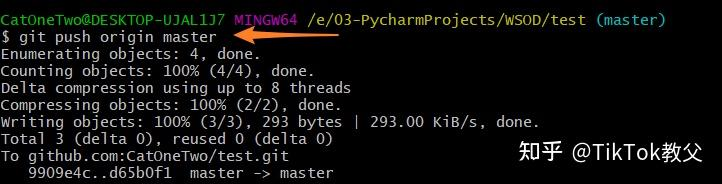 CatOneTwo@DESKTOP-UJAL1J7 MINGW64 /e/03-PycharmProjects/WSOD/test (master)
$ git push origin master
Enumerating objects: 4, done.
Counting objects: 100% (4/4), done.
Delta compression using up to 8 threads
Compressing objects: 100% (2/2), done.
Writing objects: 100% (3/3), 293 bytes | 293.00 KiB/s, done.
Total 3 (delta 0), reused 0 (delta 0)
To github.com:CatOneTwo/test.git
   9909e4c..d65b0f1  master -> master
知乎 @TikTok教父